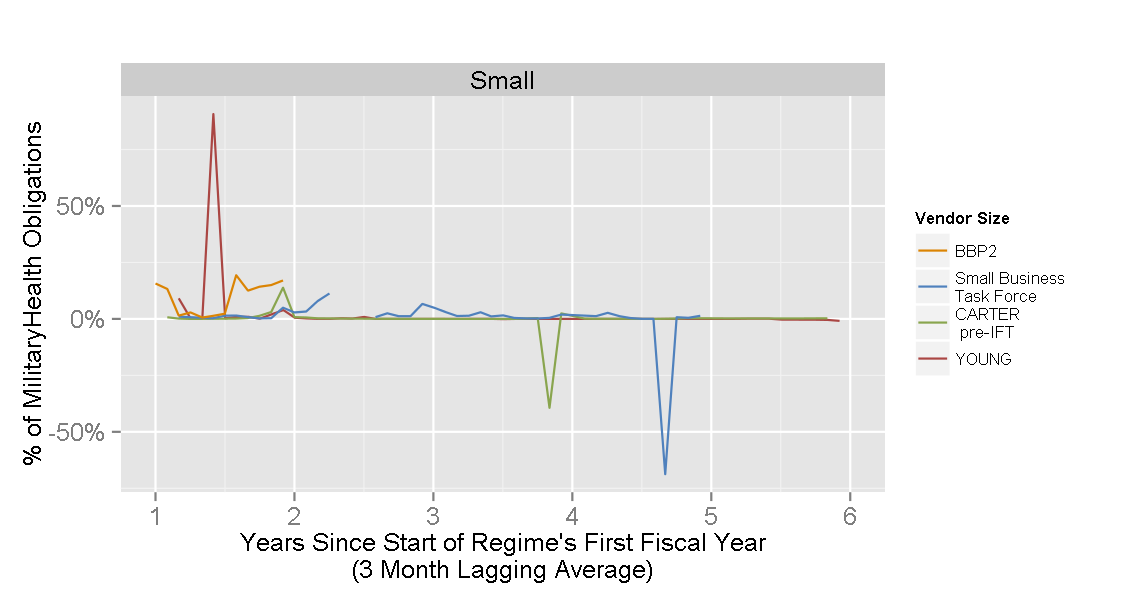 Small
% of MilitaryHealth Obligations
50%
0%
-50%
1 2 3 4 5 6
Years Since Start of Regime's First Fiscal Year
(3 Month Lagging Average)
Vendor Size
BBP2
Small Business
Task Force
CARTER
pre-IFT
YOUNG